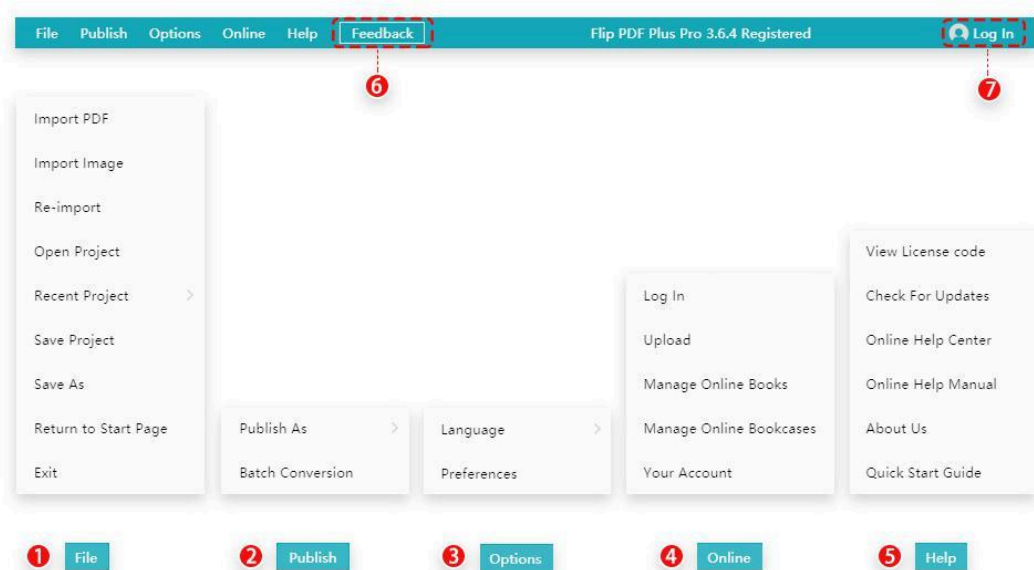 File Publish Options Online Help Feedback Flip PDF Plus Pro 3.6.4 Registered Log In
6
7
Import PDF
Import Image
Re-import
Open Project
Recent Project
Save Project
Save As
Return to Start Page
Exit
Publish As
Batch Conversion
Language
Preferences
Log In
Upload
Manage Online Books
Manage Online Bookcases
Your Account
View License code
Check For Updates
Online Help Center
Online Help Manual
About Us
Quick Start Guide
1 File
2 Publish
3 Options
4 Online
5 Help